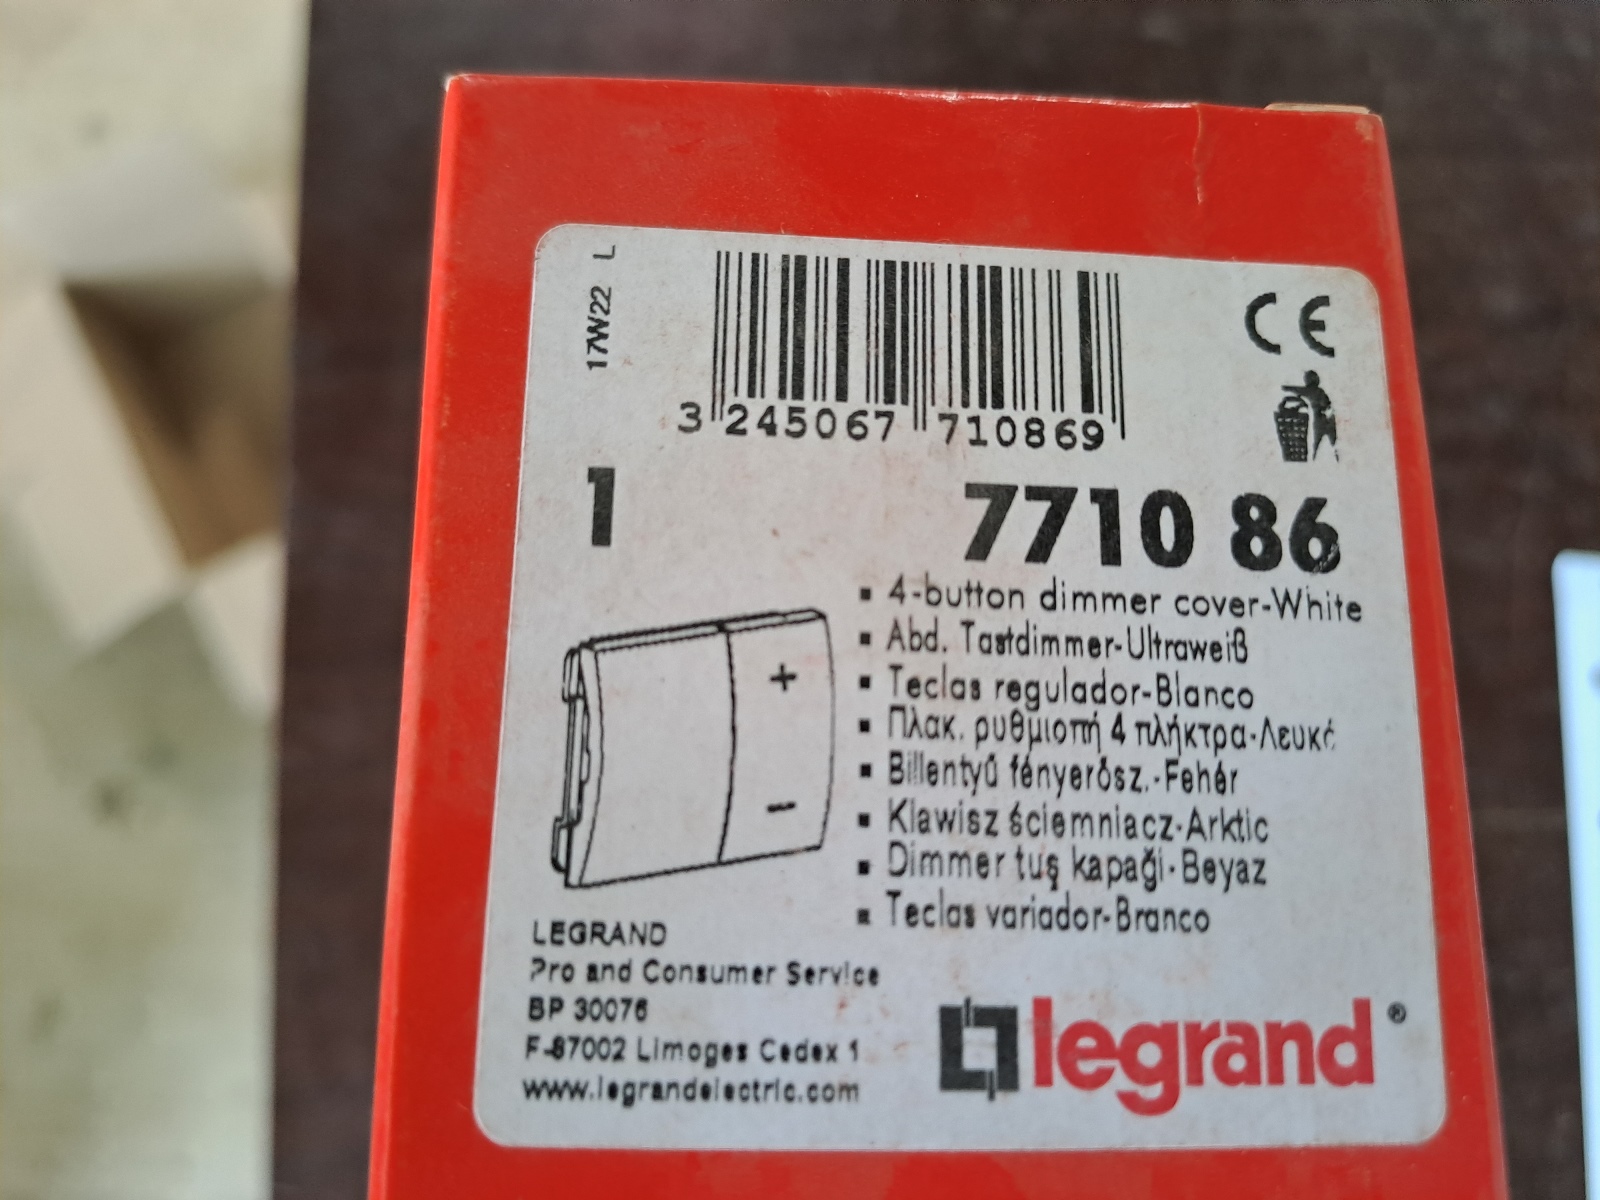 17W22 L
3 245067 710869
CE
1
7710 86
▪ 4-button dimmer cover-White
▪ Abd. Tastdimmer-Ultraweiß
▪ Teclas regulador-Blanco
▪ Πλακ. ρυθμιστή 4 πλήκτρα-Λευκό
▪ Billentyű fényerősz.-Fehér
▪ Klawisz ściemniacz-Arktic
▪ Dimmer tuş kapaği-Beyaz
▪ Teclas variador-Branco
+
-
LEGRAND
Pro and Consumer Service
BP 30076
F-87002 Limoges Cedex 1
www.legrandelectric.com
legrand®